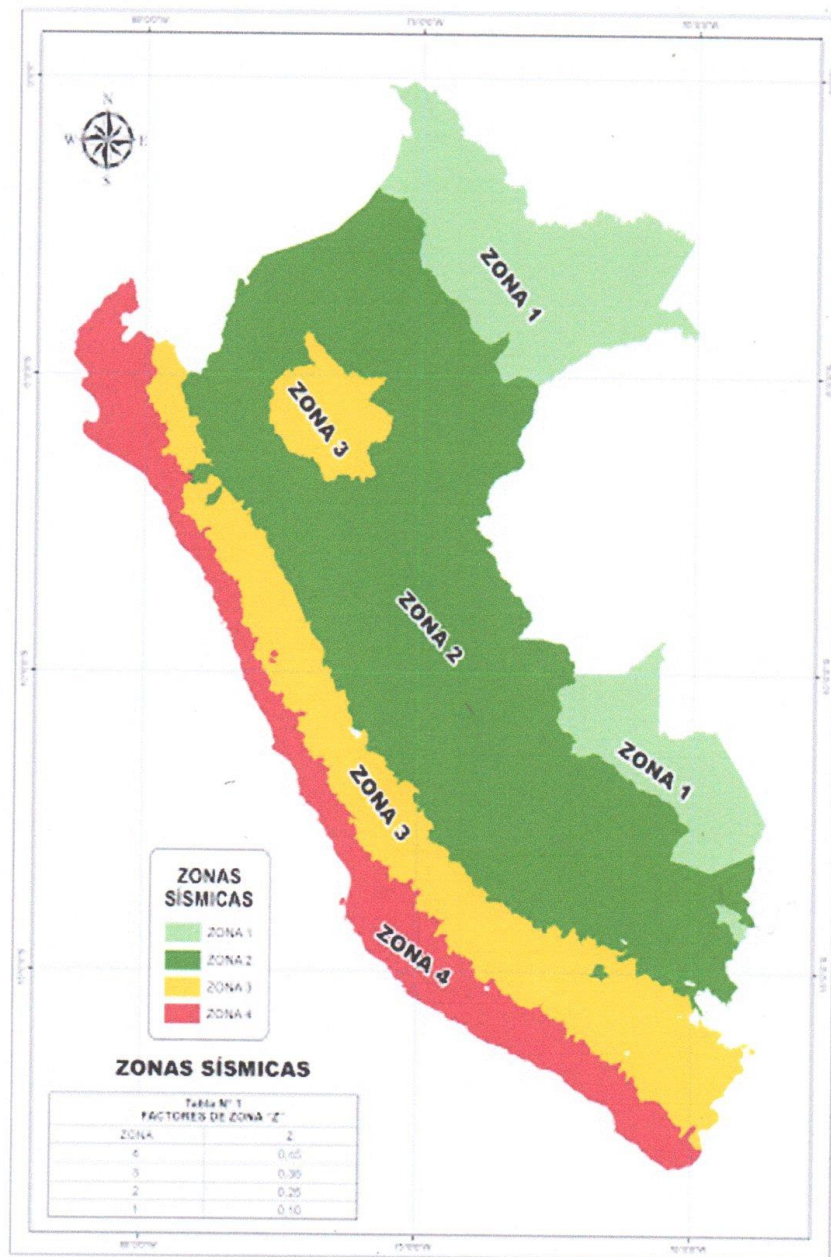 N
W E
S
ZONA 1
ZONA 3
ZONA 2
ZONA 1
ZONA 3
ZONA 4
ZONAS
SÍSMICAS
ZONA 1
ZONA 2
ZONA 3
ZONA 4
ZONAS SÍSMICAS
Tabla N° 1
FACTORES DE ZONA "Z"
ZONA Z
4 0,45
3 0,35
2 0,25
1 0,10